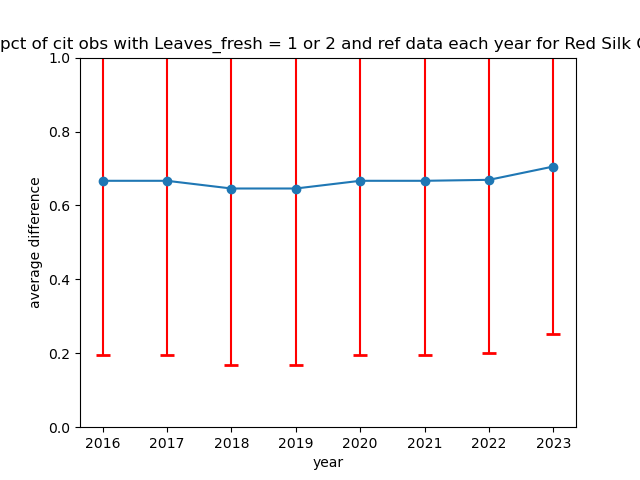 pct of cit obs with Leaves_fresh = 1 or 2 and ref data each year for Red Silk
1.0
0.8
0.6
0.4
0.2
0.0
average difference
2016 2017 2018 2019 2020 2021 2022 2023
year